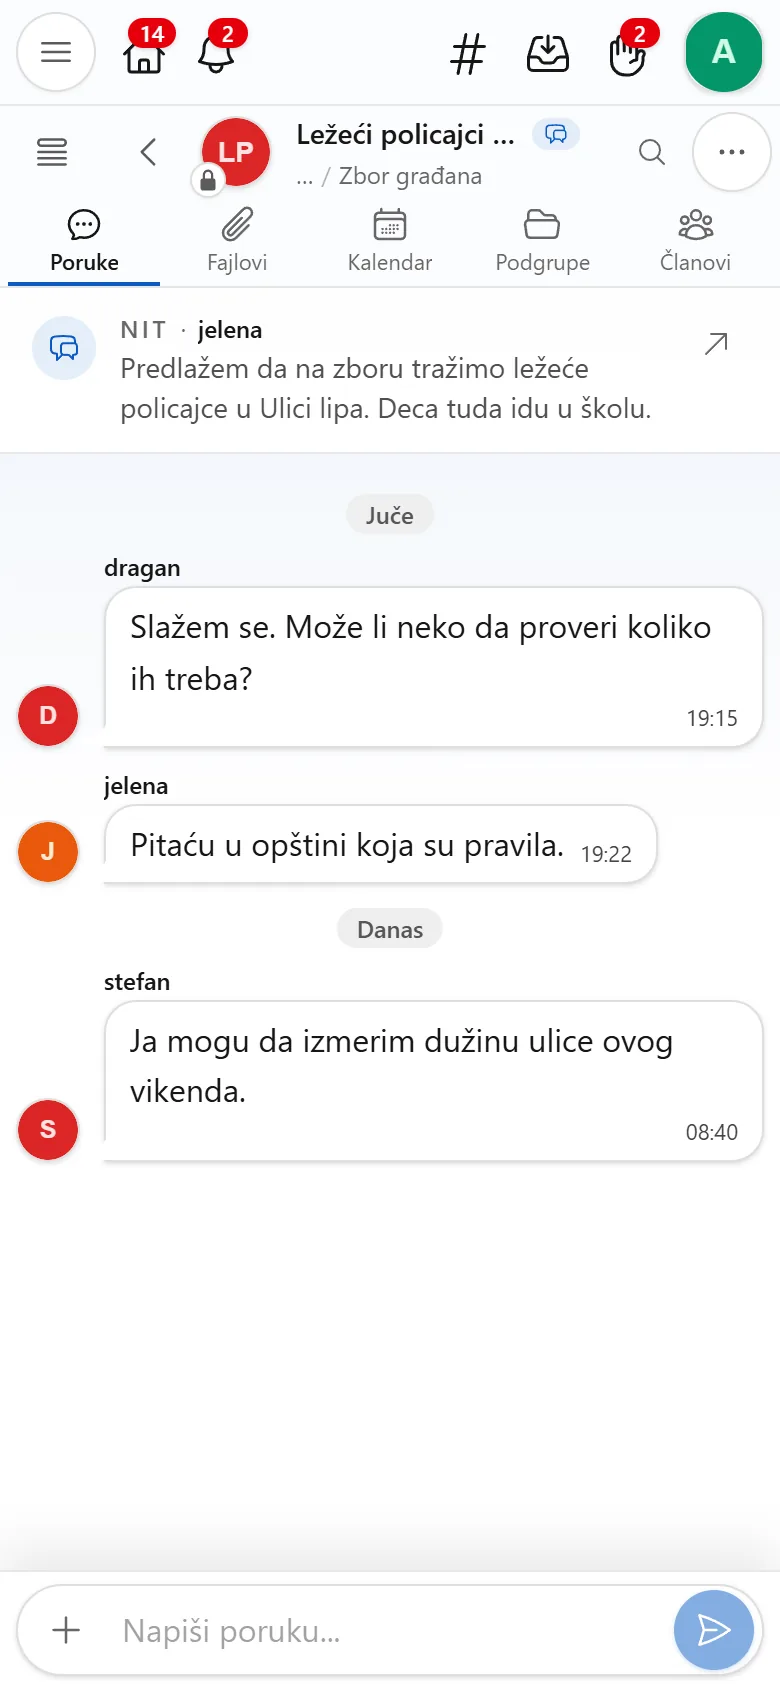 14
2
2
A
LP
Ležeći policajci ...
... / Zbor građana
Poruke
Fajlovi
Kalendar
Podgrupe
Članovi
NIT · jelena
Predlažem da na zboru tražimo ležeće
policajce u Ulici lipa. Deca tuda idu u školu.
Juče
dragan
Slažem se. Može li neko da proveri koliko
ih treba?
D
19:15
jelena
J
Pitaću u opštini koja su pravila. 19:22
Danas
stefan
Ja mogu da izmerim dužinu ulice ovog
vikenda.
S
08:40
Napiši poruku...